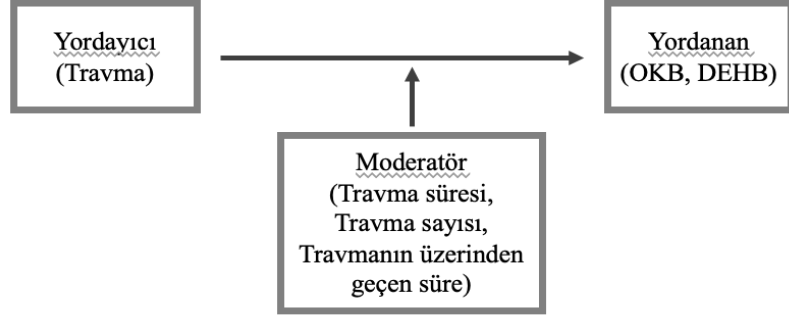 Yordayıcı
(Travma)
Yordanan
(OKB, DEHB)
Moderatör
(Travma süresi,
Travma sayısı,
Travmanın üzerinden
geçen süre)